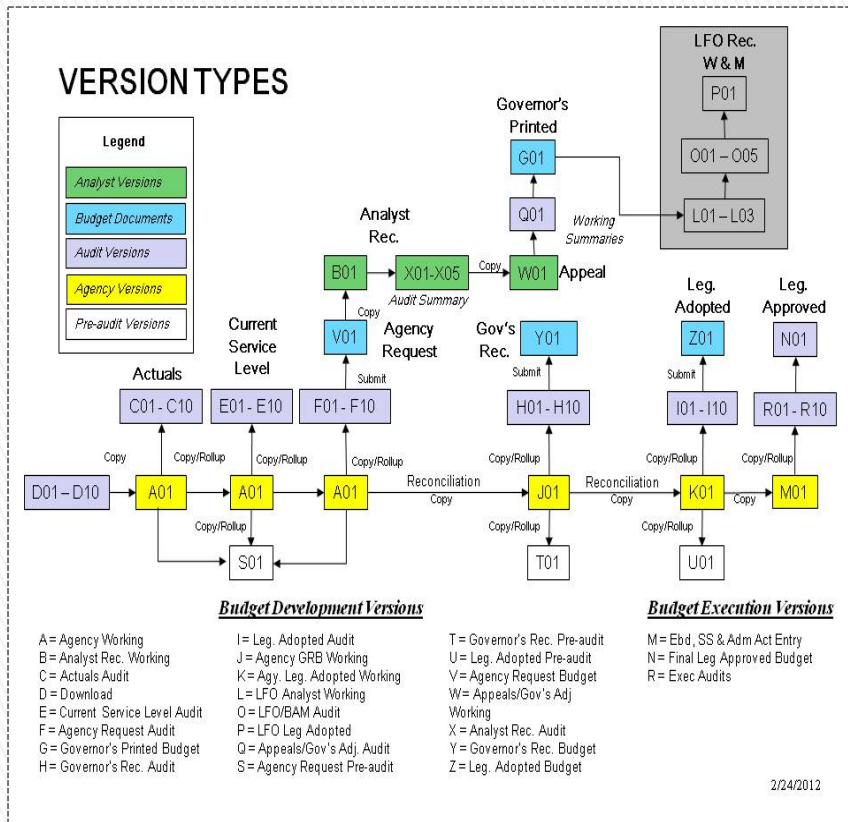 VERSION TYPES
Legend
Analyst Versions
Budget Documents
Audit Versions
Agency Versions
Pre-audit Versions
LFO Rec.
W & M
P01
O01 – O05
L01 – L03
Governor's
Printed
G01
Q01
Working
Summaries
Analyst
Rec.
B01
X01-X05
Copy
W01
Appeal
Audit Summary
Copy
V01
Agency
Request
Submit
Current
Service
Level
Actuals
C01 - C10
E01 - E10
F01 - F10
Gov's
Rec.
Y01
Submit
H01- H10
Leg.
Adopted
Z01
Submit
I01 - I10
Leg.
Approved
N01
R01 - R10
Copy
Copy/Rollup
Copy/Rollup
Copy/Rollup
Copy/Rollup
Copy/Rollup
Copy/Rollup
D01 – D10
A01
A01
A01
Reconciliation
Copy
J01
Reconciliation
Copy
K01
Copy
M01
Copy/Rollup
S01
Copy/Rollup
T01
Copy/Rollup
U01
Budget Development Versions
Budget Execution Versions
A = Agency Working
B = Analyst Rec. Working
C = Actuals Audit
D = Download
E = Current Service Level Audit
F = Agency Request Audit
G = Governor's Printed Budget
H = Governor's Rec. Audit
I = Leg. Adopted Audit
J = Agency GRB Working
K = Agy. Leg. Adopted Working
L = LFO Analyst Working
O = LFO/BAM Audit
P = LFO Leg Adopted
Q = Appeals/Gov's Adj. Audit
S = Agency Request Pre-audit
T = Governor's Rec. Pre-audit
U = Leg. Adopted Pre-audit
V = Agency Request Budget
W = Appeals/Gov's Adj
Working
X = Analyst Rec. Audit
Y = Governor's Rec. Budget
Z = Leg. Adopted Budget
M = Ebd, SS & Adm Act Entry
N = Final Leg Approved Budget
R = Exec Audits
2/24/2012